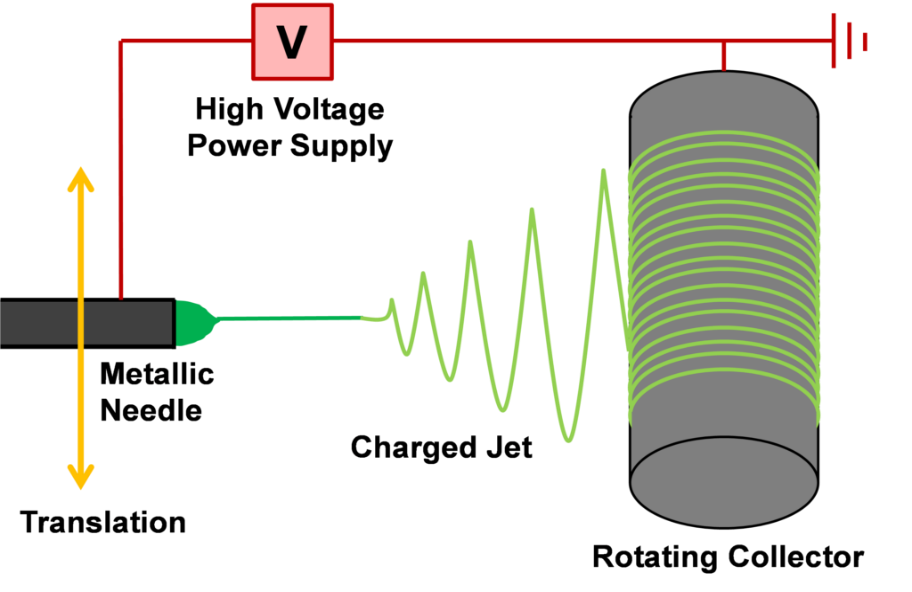 V
High Voltage
Power Supply
Metallic
Needle
Charged Jet
Translation
Rotating Collector